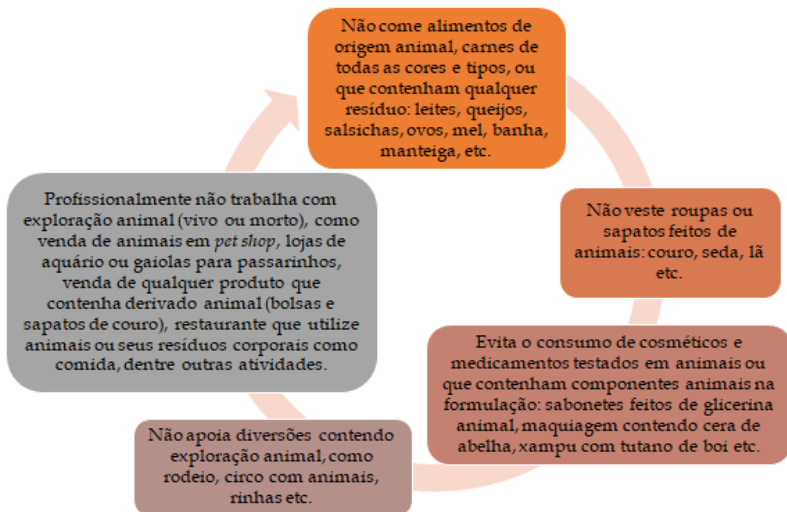 Não come alimentos de
origem animal, carnes de
todas as cores e tipos, ou
que contenham qualquer
resíduo: leites, queijos,
salsichas, ovos, mel, banha,
manteiga, etc.
Não veste roupas ou
sapatos feitos de
animais: couro, seda, lã
etc.
Evita o consumo de cosméticos e
medicamentos testados em animais ou
que contenham componentes animais na
formulação: sabonetes feitos de glicerina
animal, maquiagem contendo cera de
abelha, xampu com tutano de boi etc.
Não apoia diversões contendo
exploração animal, como
rodeio, circo com animais,
rinhas etc.
Profissionalmente não trabalha com
exploração animal (vivo ou morto), como
venda de animais em pet shop, lojas de
aquário ou gaiolas para passarinhos,
venda de qualquer produto que
contenha derivado animal (bolsas e
sapatos de couro), restaurante que utilize
animais ou seus resíduos corporais como
comida, dentre outras atividades.